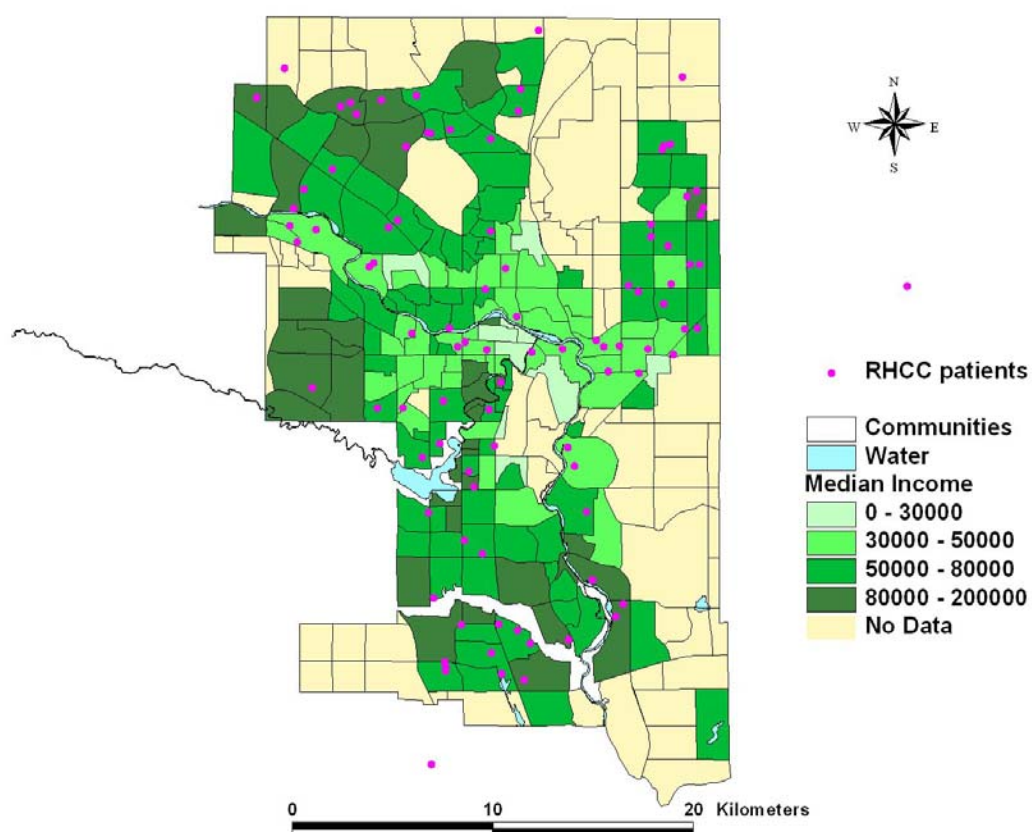 N
W E
S
RHCC patients
Communities
Water
Median Income
0 - 30000
30000 - 50000
50000 - 80000
80000 - 200000
No Data
0 10 20 Kilometers